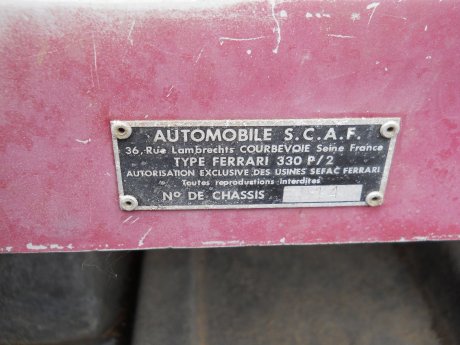 AUTOMOBILE S.C.A.F.
36, Rue Lambrechts COURBEVOIE Seine France
TYPE FERRARI 330 P/2
AUTORISATION EXCLUSIVE DES USINES SEFAC FERRARI
Toutes reproductions interdites
Nº DE CHASSIS